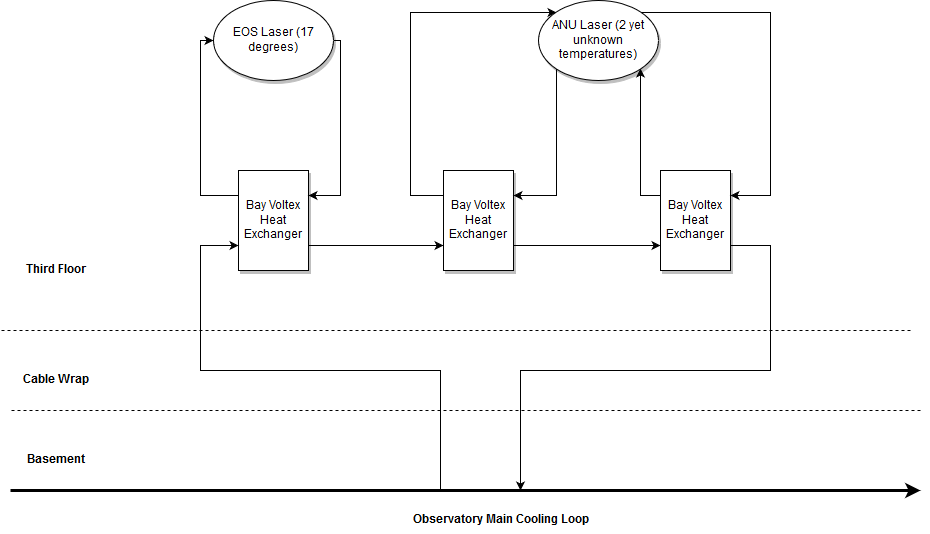 EOS Laser (17
degrees)
ANU Laser (2 yet
unknown
temperatures)
Bay Voltex
Heat
Exchanger
Bay Voltex
Heat
Exchanger
Bay Voltex
Heat
Exchanger
Third Floor
Cable Wrap
Basement
Observatory Main Cooling Loop